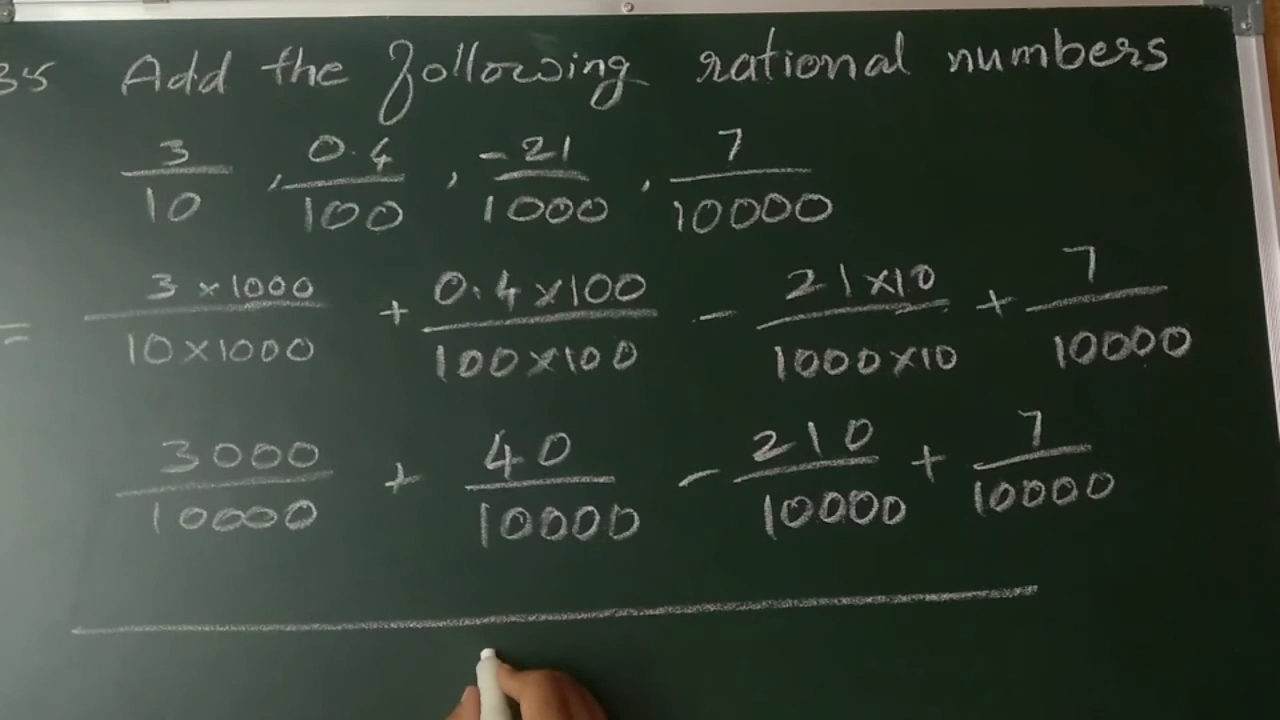 35 Add the following rational numbers
3/10 , 0.4/100 , -21/1000 , 7/10000
= 3×1000/10×1000 + 0.4×100/100×100 - 21×10/1000×10 + 7/10000
3000/10000 + 40/10000 - 210/10000 + 7/10000